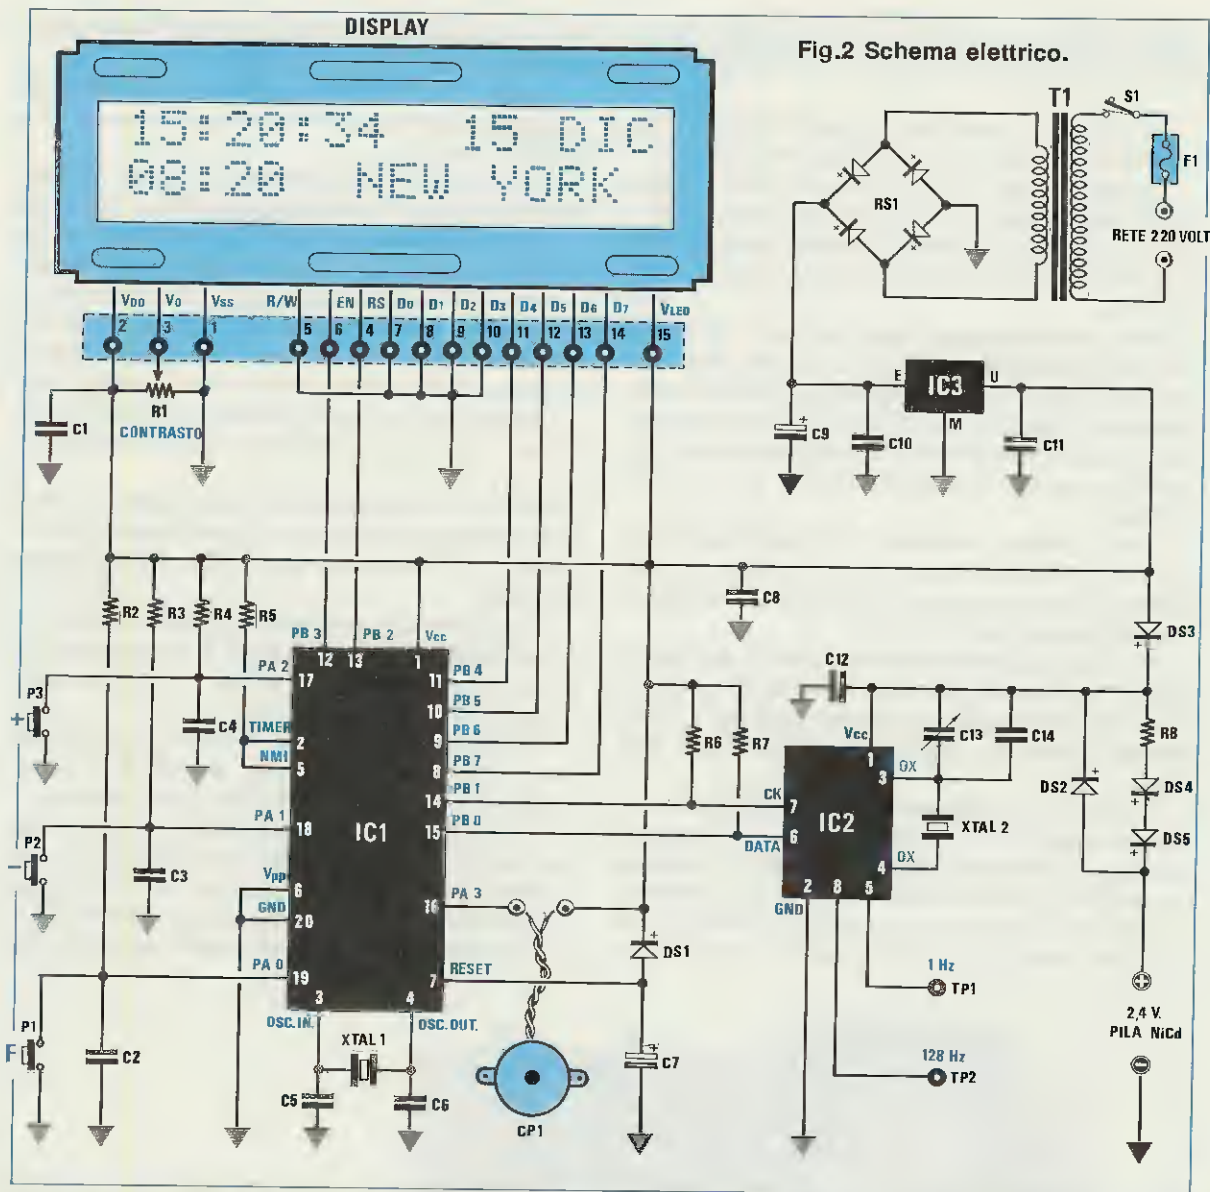 DISPLAY
Fig.2 Schema elettrico.
15:20:34 15 DIC
08:20 NEW YORK
T1
S1
F1
RS1
RETE 220 VOLT
VDD VO VSS R/W EN RS D0 D1 D2 D3 D4 D5 D6 D7 VLED
2 3 1 5 6 4 7 8 9 10 11 12 13 14 15
C1
R1
CONTRASTO
E IC3 U
M
C9
C10
C11
R2 R3 R4 R5
C8
DS3
PB 3 PB 2 Vcc
12 13 1
PA 2 17
11 PB 4
P3
+
C4
10 PB 5
TIMER 2
9 PB 6
NMI 5
8 PB 7
14 PB 1
PA 1 18
IC1
15 PB 0
P2
-
C3
Vpp 6
GND 20
16 PA 3
PA 0 19
7 RESET
3 4
OSC.IN. OSC.OUT.
P1
F
C2
XTAL 1
C5
C6
CP1
DS1
C7
C12
R6 R7
Vcc
1
C13
C14
R8
3 OX
DS2
DS4
CK 7
IC2
XTAL 2
DATA 6
DS5
4 OX
2 8 5
GND
1 Hz
TP1
128 Hz
TP2
+
2,4 V.
PILA NiCd
-